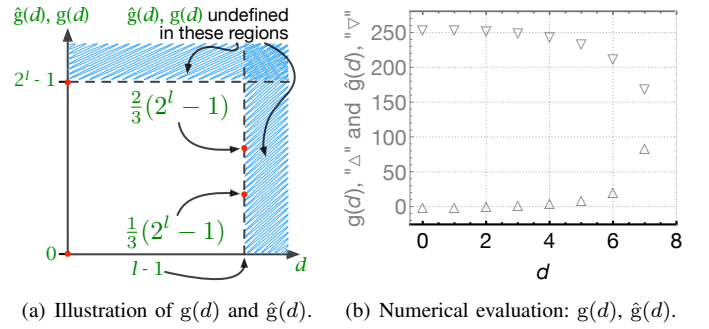 ĝ(d), g(d)
ĝ(d), g(d) undefined
in these regions
2^l - 1
2/3(2^l − 1)
1/3(2^l − 1)
0
l - 1
d
g(d), "△" and ĝ(d), "▽"
250
200
150
100
50
0
0 2 4 6 8
d
(a) Illustration of g(d) and ĝ(d).
(b) Numerical evaluation: g(d), ĝ(d).